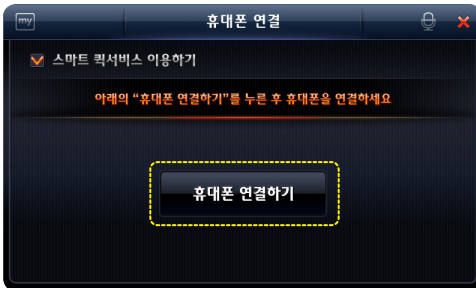 my
휴대폰 연결
스마트 퀵서비스 이용하기
아래의 “휴대폰 연결하기”를 누른 후 휴대폰을 연결하세요
휴대폰 연결하기